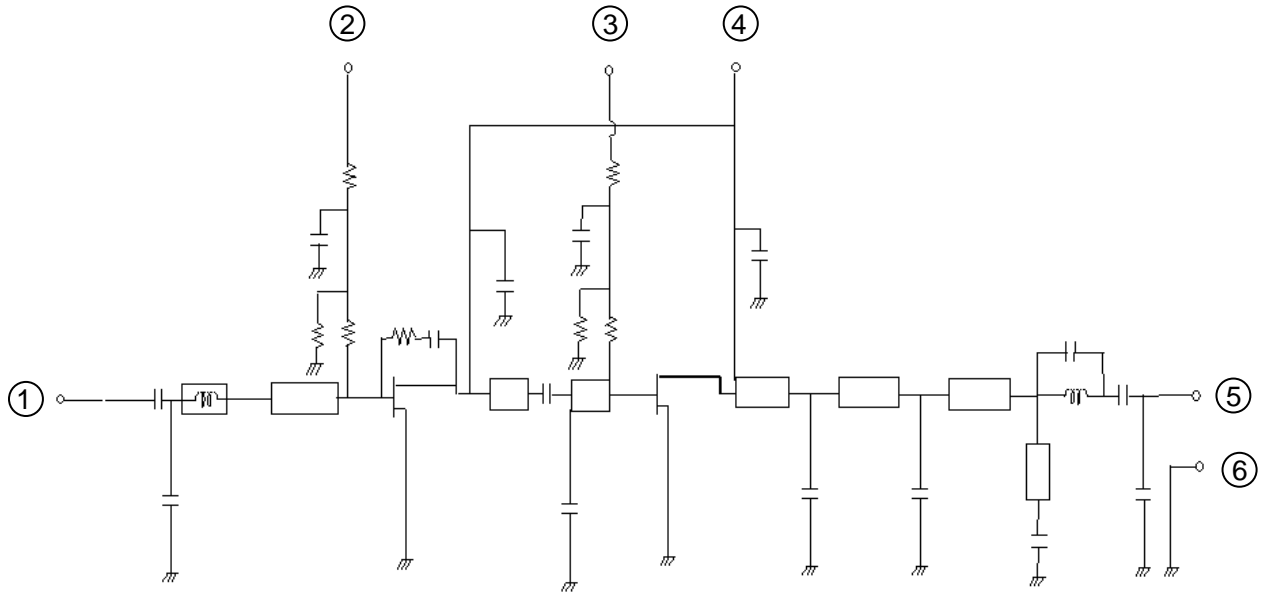 ② ③ ④
① ⑤
⑥